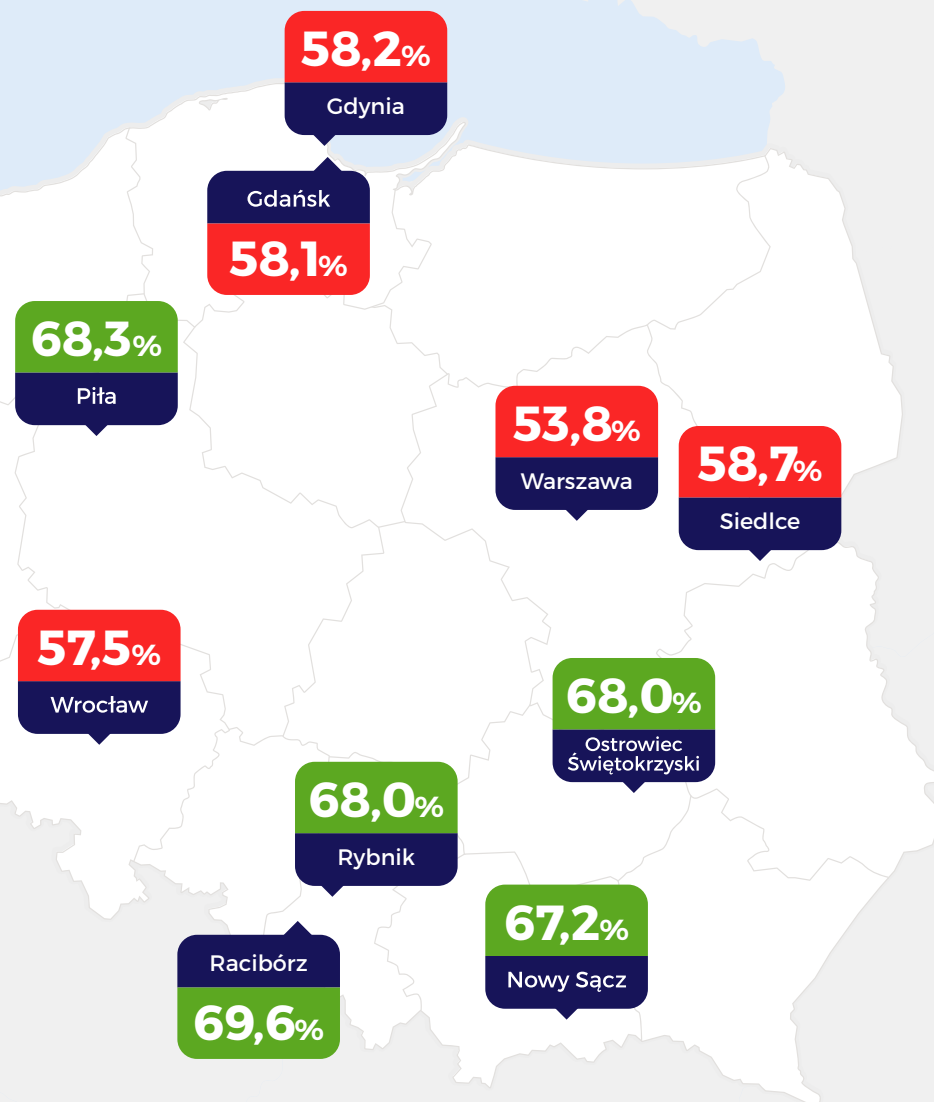 58,2%
Gdynia
Gdańsk
58,1%
68,3%
Piła
53,8%
Warszawa
58,7%
Siedlce
57,5%
Wrocław
68,0%
Ostrowiec
Świętokrzyski
68,0%
Rybnik
67,2%
Nowy Sącz
Racibórz
69,6%